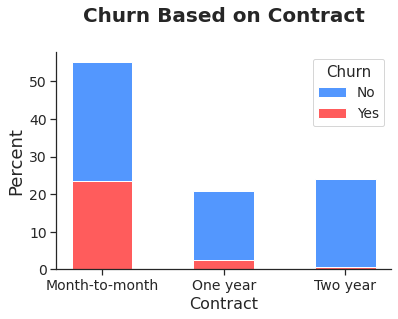 Churn Based on Contract
Percent
50
40
30
20
10
0
Churn
No
Yes
Month-to-month One year Two year
Contract